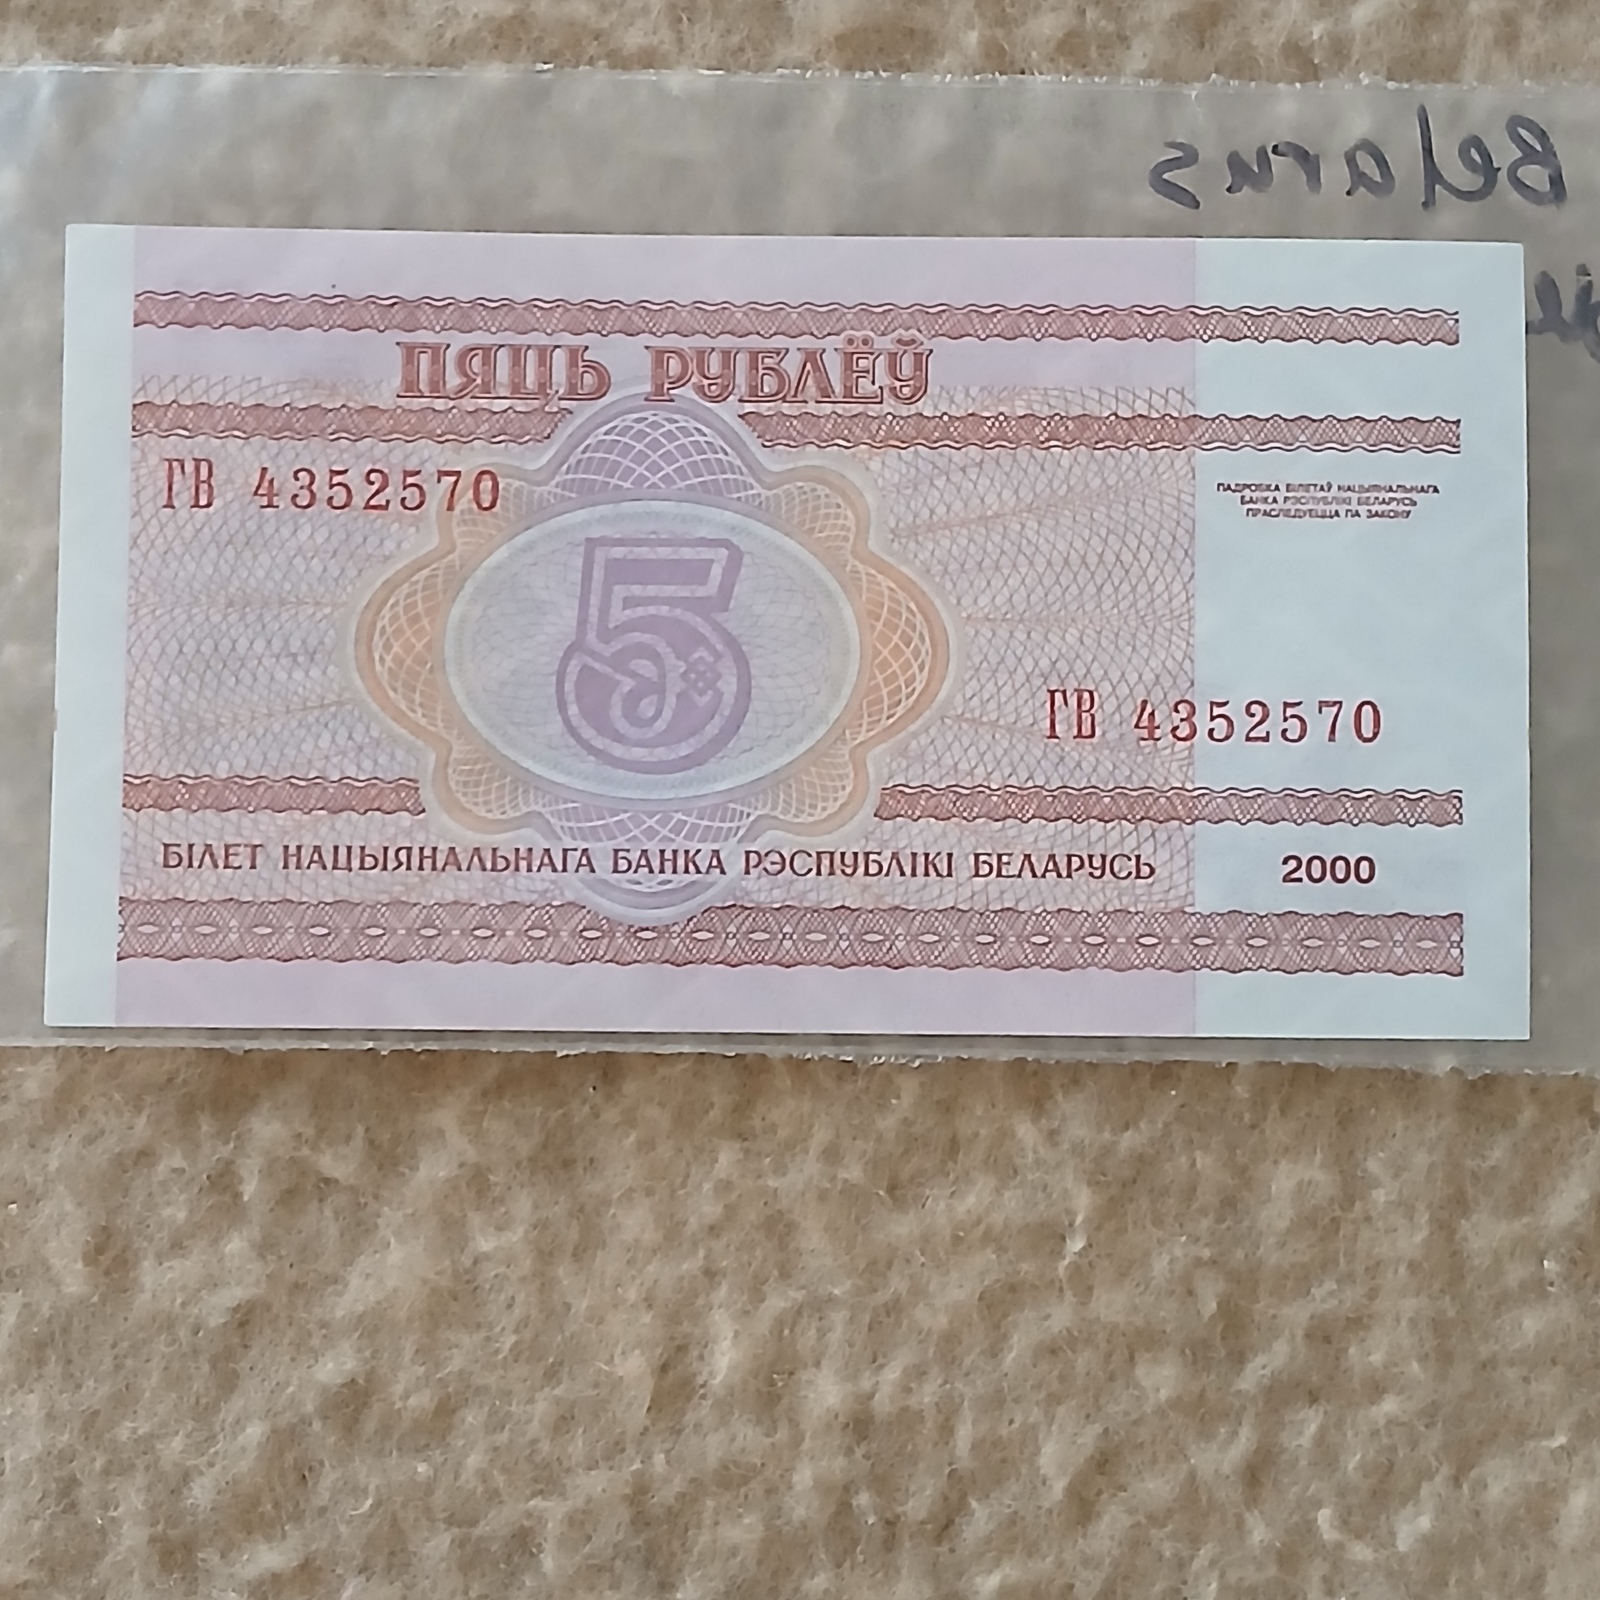 Belarus
ПЯЦЬ РУБЛЁЎ
ГВ 4352570
ПАДРОБКА БІЛЕТАЎ НАЦЫЯНАЛЬНАГА
БАНКА РЭСПУБЛІКІ БЕЛАРУСЬ
ПРАСЛЕДУЕЦЦА ПА ЗАКОНУ
5
ГВ 4352570
БІЛЕТ НАЦЫЯНАЛЬНАГА БАНКА РЭСПУБЛІКІ БЕЛАРУСЬ 2000